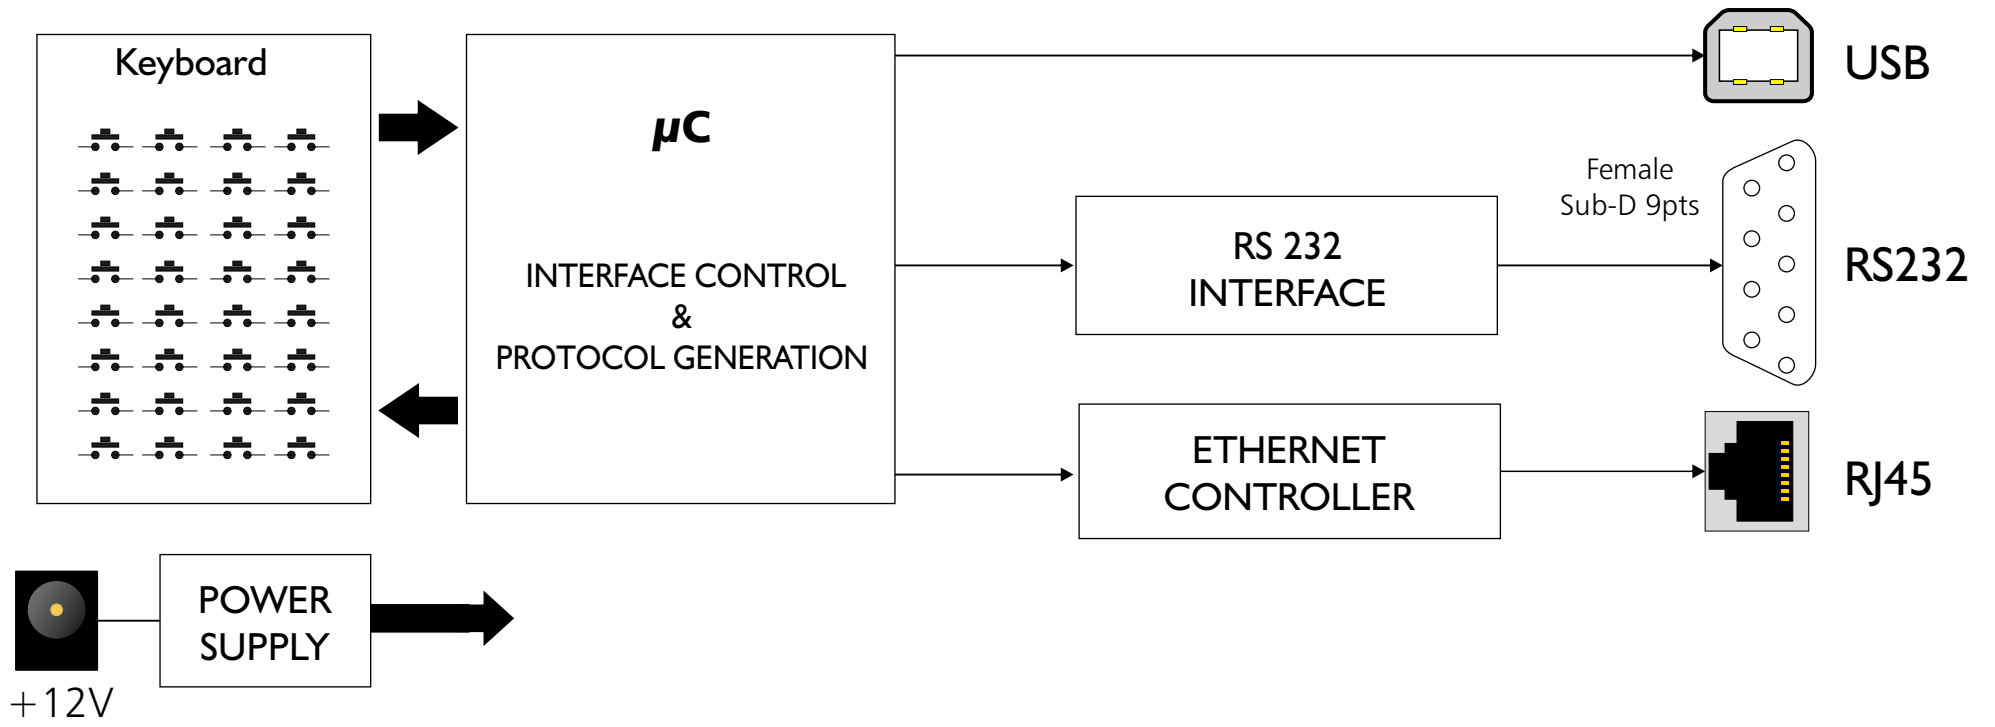 Keyboard
µC
INTERFACE CONTROL
&
PROTOCOL GENERATION
USB
Female
Sub-D 9pts
RS 232
INTERFACE
RS232
ETHERNET
CONTROLLER
RJ45
POWER
SUPPLY
+12V